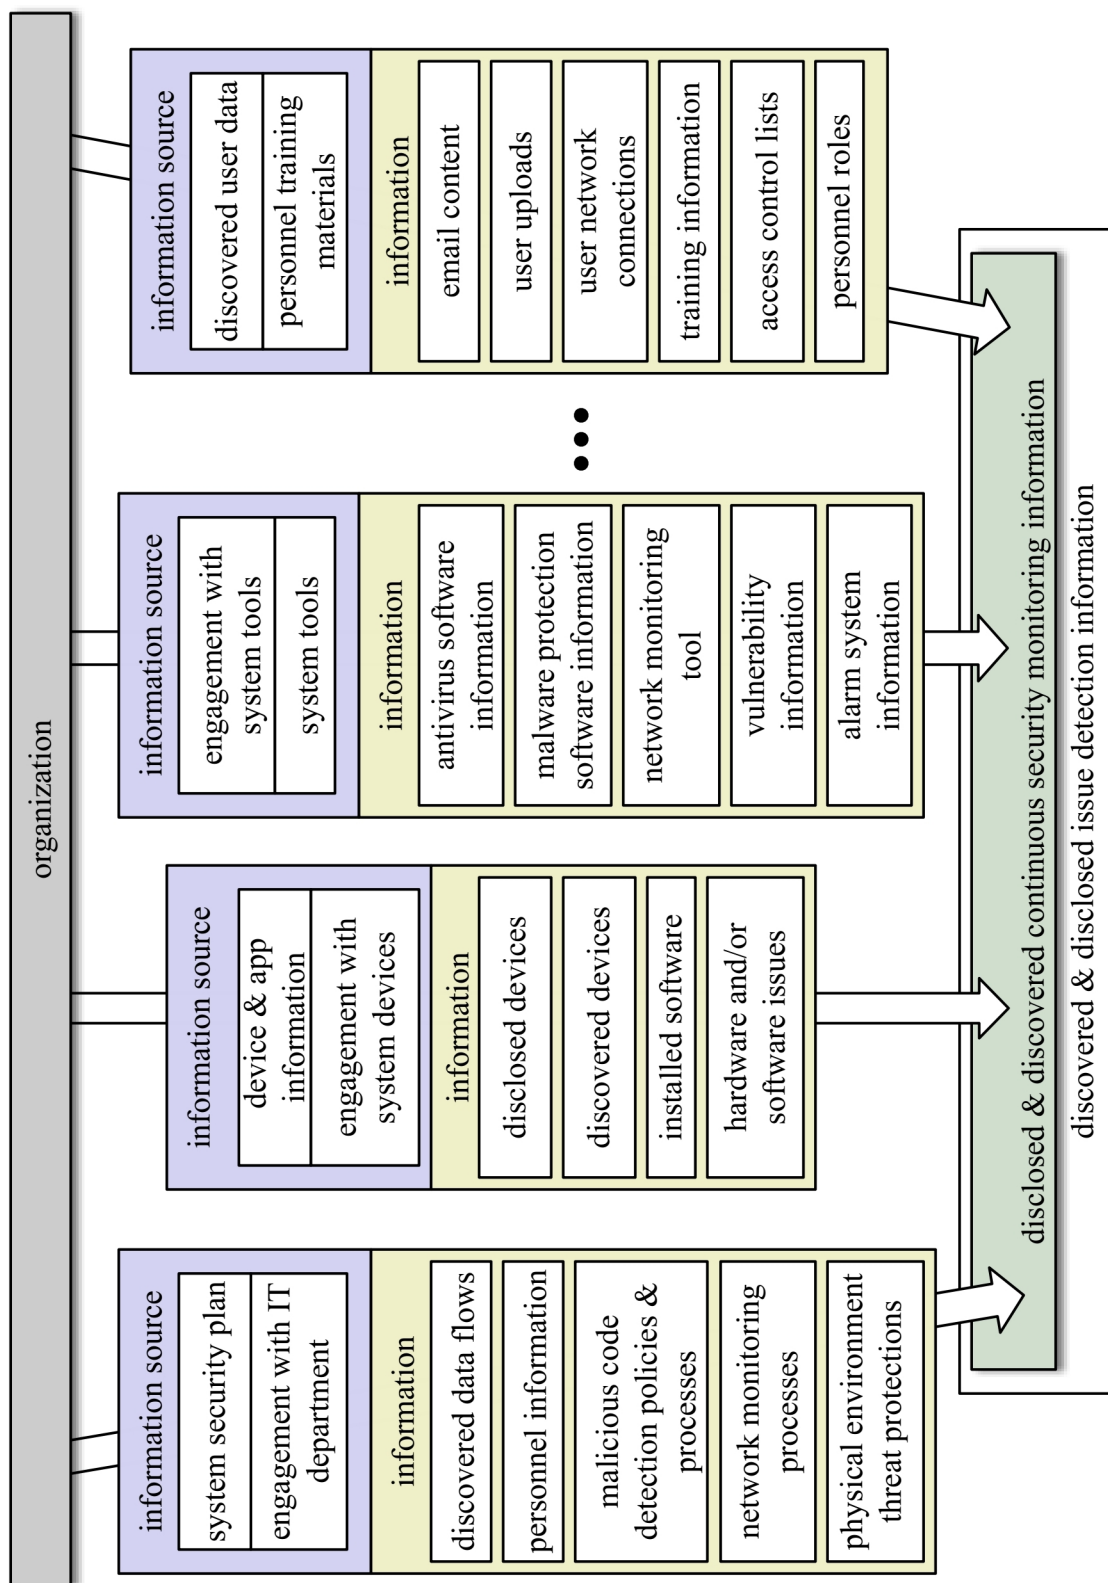 organization
information source
system security plan
engagement with IT
department
information
discovered data flows
personnel information
malicious code
detection policies &
processes
network monitoring
processes
physical environment
threat protections
information source
device & app
information
engagement with
system devices
information
disclosed devices
discovered devices
installed software
hardware and/or
software issues
information source
engagement with
system tools
system tools
information
antivirus software
information
malware protection
software information
network monitoring
tool
vulnerability
information
alarm system
information
information source
discovered user data
personnel training
materials
information
email content
user uploads
user network
connections
training information
access control lists
personnel roles
disclosed & discovered continuous security monitoring information
discovered & disclosed issue detection information